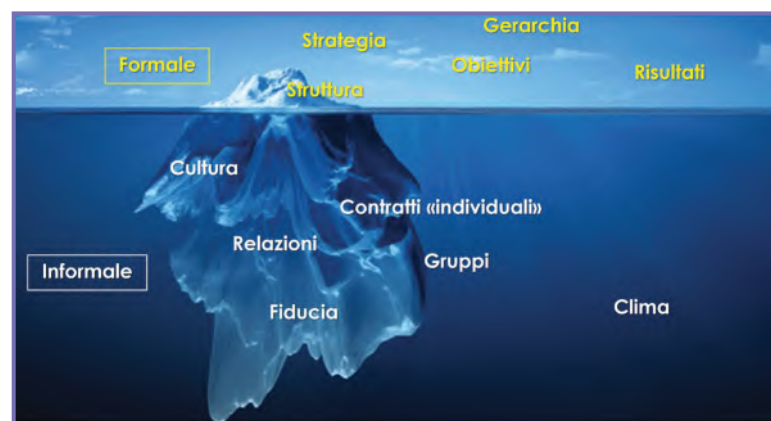 Gerarchia
Strategia
Formale
Obiettivi
Risultati
Struttura
Cultura
Contratti «individuali»
Relazioni
Gruppi
Informale
Fiducia
Clima